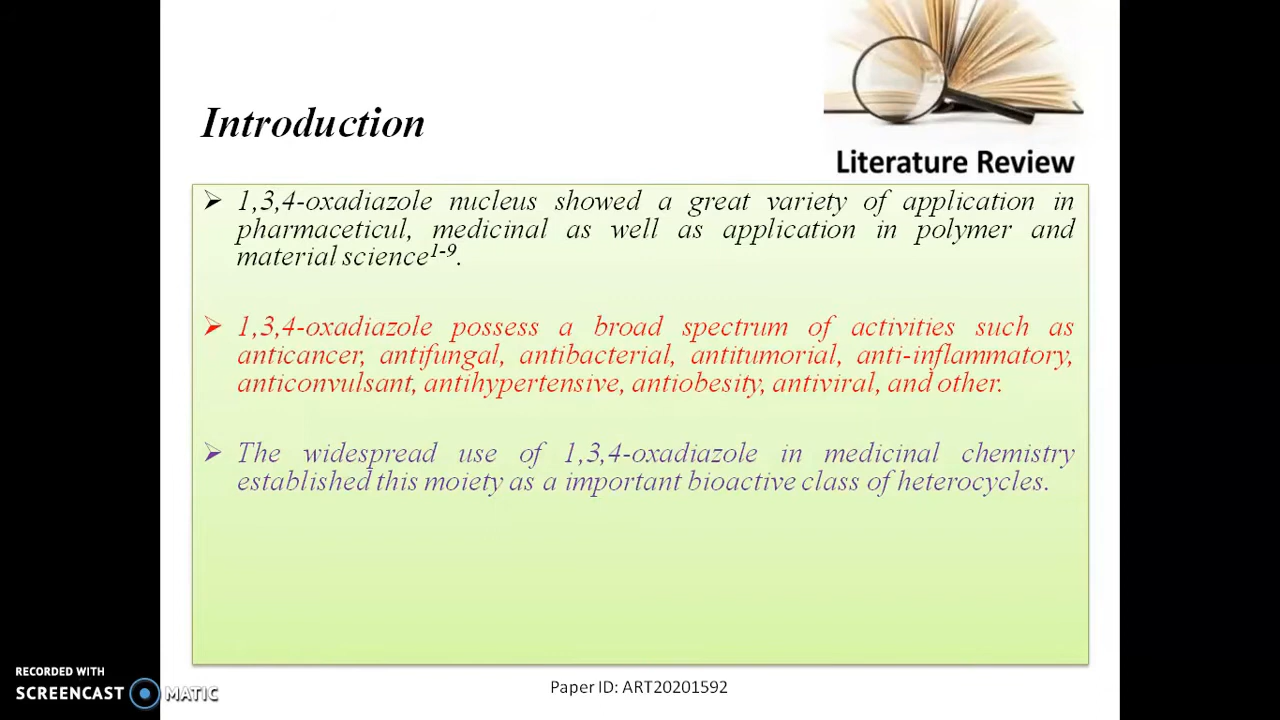 Literature Review
Introduction
➢ 1,3,4-oxadiazole nucleus showed a great variety of application in
pharmaceticul, medicinal as well as application in polymer and
material science1-9.
➢ 1,3,4-oxadiazole possess a broad spectrum of activities such as
anticancer, antifungal, antibacterial, antitumorial, anti-inflammatory,
anticonvulsant, antihypertensive, antiobesity, antiviral, and other.
➢ The widespread use of 1,3,4-oxadiazole in medicinal chemistry
established this moiety as a important bioactive class of heterocycles.
Paper ID: ART20201592
RECORDED WITH
SCREENCAST MATIC